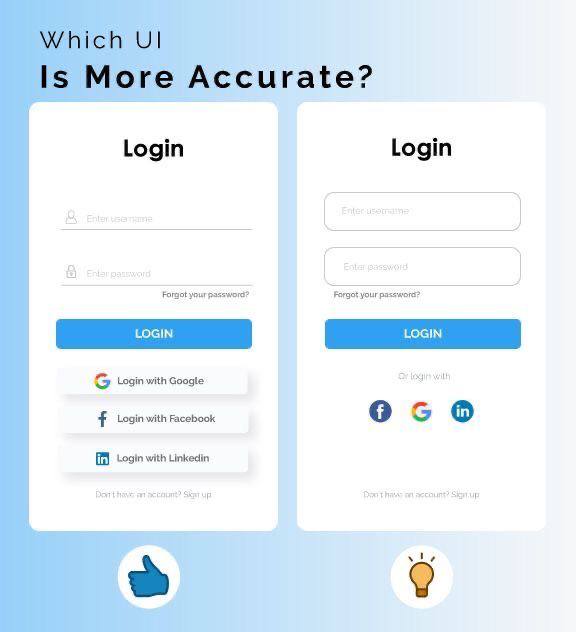 Which UI
Is More Accurate?
Login
Enter username
Enter password
Forgot your password?
LOGIN
Login with Google
Login with Facebook
Login with Linkedin
Don't have an account? Sign up
Login
Enter username
Enter password
Forgot your password?
LOGIN
Or login with
Don't have an account? Sign up